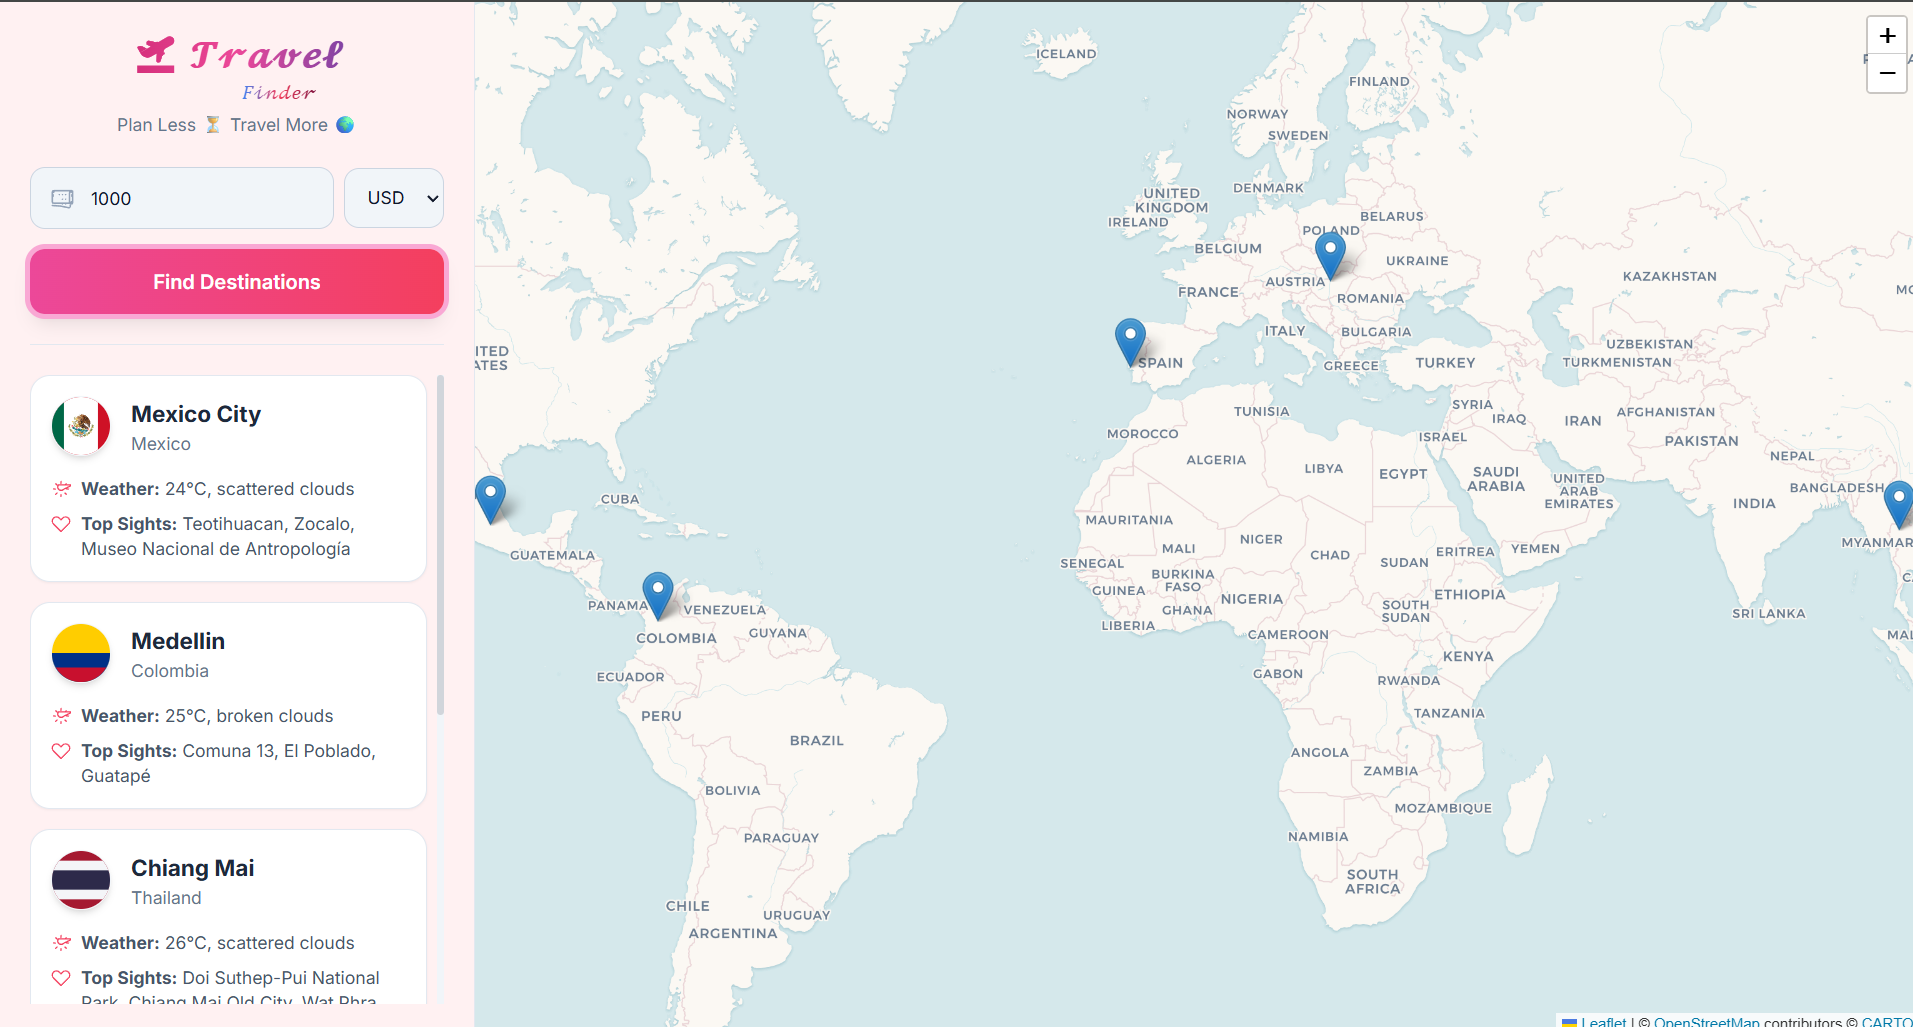 Travel
Finder
Plan Less ⏳ Travel More 🌍
1000
USD
Find Destinations
Mexico City
Mexico
Weather: 24°C, scattered clouds
Top Sights: Teotihuacan, Zocalo,
Museo Nacional de Antropología
Medellin
Colombia
Weather: 25°C, broken clouds
Top Sights: Comuna 13, El Poblado,
Guatapé
Chiang Mai
Thailand
Weather: 26°C, scattered clouds
Top Sights: Doi Suthep-Pui National
Park, Chiang Mai Old City, Wat Phra
+
−
ICELAND
FINLAND
NORWAY
SWEDEN
DENMARK
UNITED
KINGDOM
IRELAND
BELARUS
POLAND
BELGIUM
UKRAINE
AUSTRIA
KAZAKHSTAN
FRANCE
ROMANIA
ITALY
BULGARIA
UZBEKISTAN
ITED
ATES
SPAIN
GREECE
TURKEY
TURKMENISTAN
SYRIA
TUNISIA
IRAQ
IRAN
AFGHANISTAN
MOROCCO
ISRAEL
PAKISTAN
ALGERIA
LIBYA
EGYPT
SAUDI
ARABIA
NEPAL
UNITED
ARAB
EMIRATES
BANGLADESH
CUBA
INDIA
MAURITANIA
MYANMAR
GUATEMALA
MALI
NIGER
CHAD
SUDAN
ERITREA
YEMEN
SENEGAL
BURKINA
FASO
GUINEA
GHANA
NIGERIA
SOUTH
SUDAN
ETHIOPIA
PANAMA
VENEZUELA
LIBERIA
SRI LANKA
COLOMBIA
GUYANA
CAMEROON
MAL
KENYA
ECUADOR
GABON
RWANDA
PERU
TANZANIA
BRAZIL
ANGOLA
ZAMBIA
BOLIVIA
MOZAMBIQUE
PARAGUAY
NAMIBIA
SOUTH
AFRICA
CHILE
URUGUAY
ARGENTINA
Leaflet | © OpenStreetMap contributors © CARTO